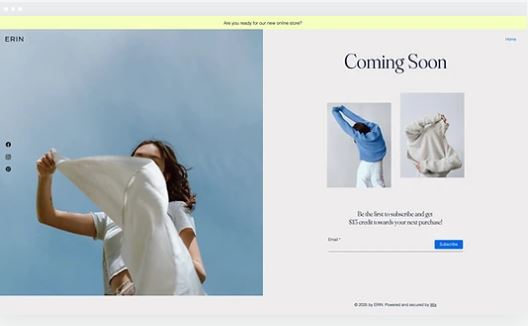 Are you ready for our new online store?
ERIN
Home
Coming Soon
Be the first to subscribe and get
$15 credit towards your next purchase!
Email *
Subscribe
© 2025 by ERIN. Powered and secured by Wix